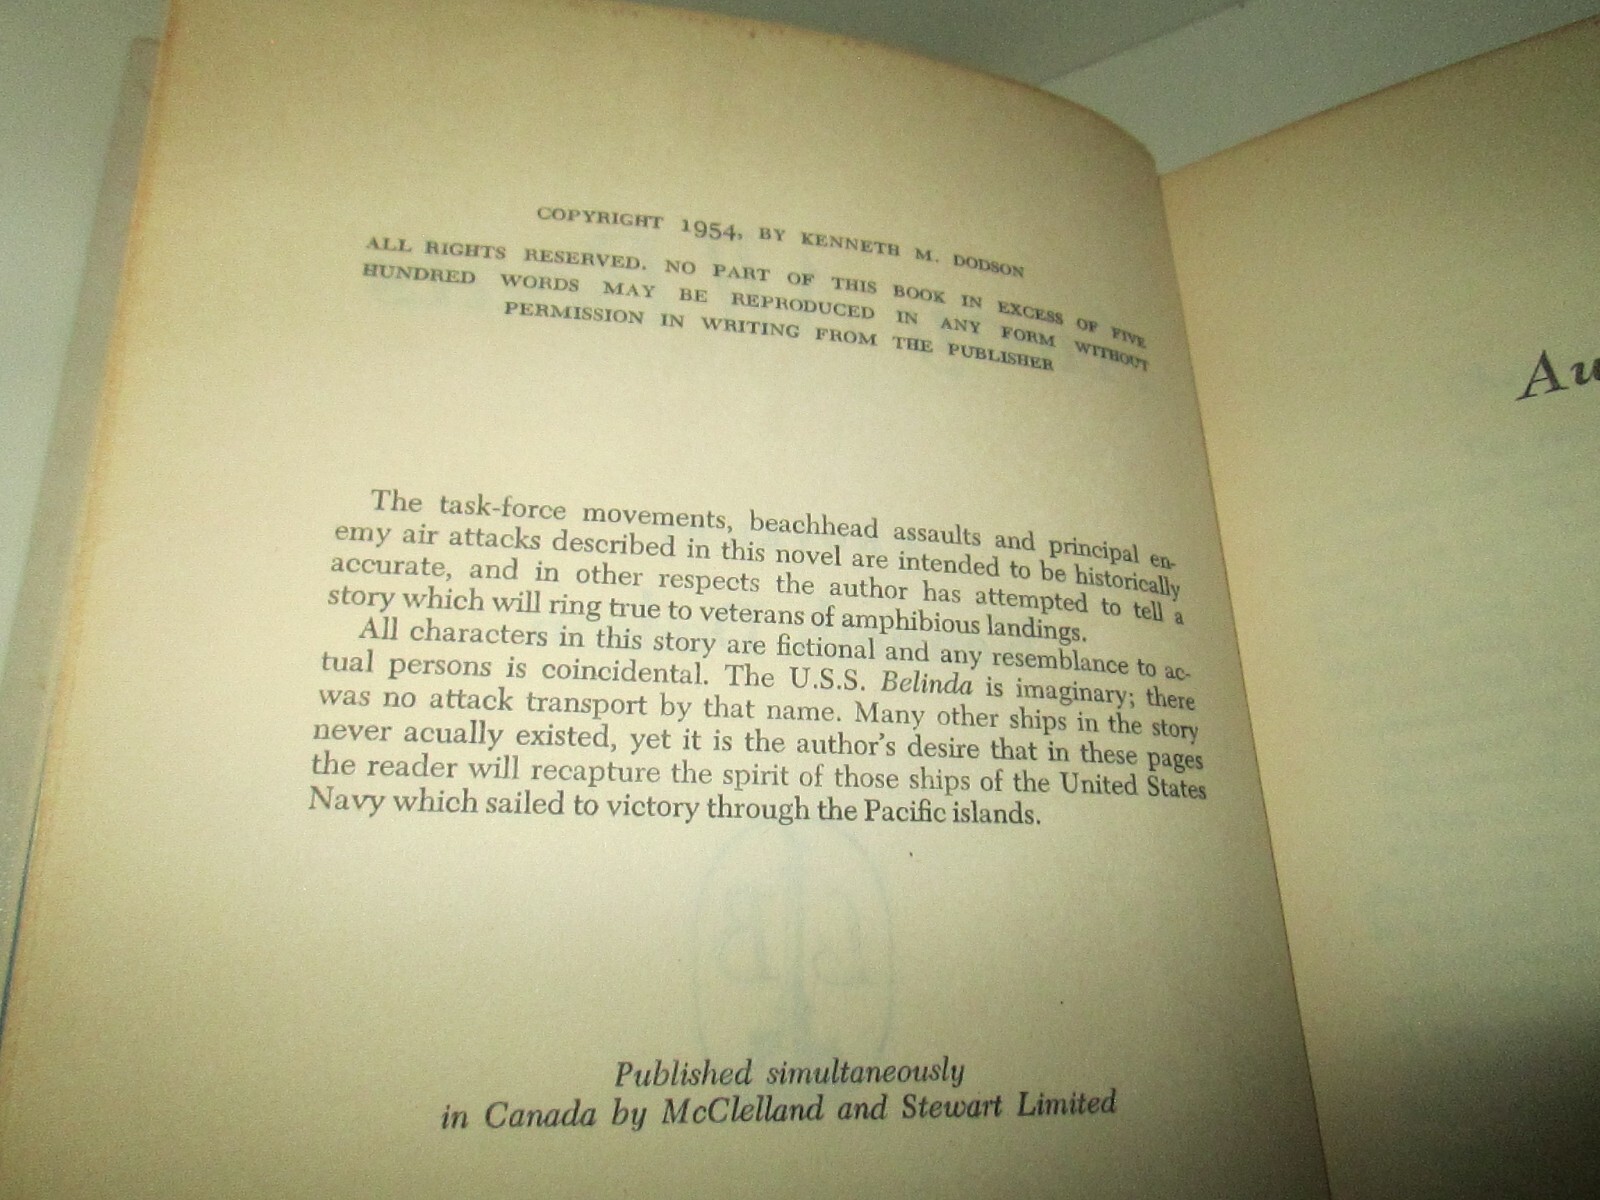 COPYRIGHT 1954, BY KENNETH M. DODSON
ALL RIGHTS RESERVED. NO PART OF THIS BOOK IN EXCESS OF FIVE
HUNDRED WORDS MAY BE REPRODUCED IN ANY FORM WITHOUT
PERMISSION IN WRITING FROM THE PUBLISHER
The task-force movements, beachhead assaults and principal en-
emy air attacks described in this novel are intended to be historically
accurate, and in other respects the author has attempted to tell a
story which will ring true to veterans of amphibious landings.
All characters in this story are fictional and any resemblance to ac-
tual persons is coincidental. The U.S.S. Belinda is imaginary; there
was no attack transport by that name. Many other ships in the story
never acually existed, yet it is the author's desire that in these pages
the reader will recapture the spirit of those ships of the United States
Navy which sailed to victory through the Pacific islands.
Published simultaneously
in Canada by McClelland and Stewart Limited
Au